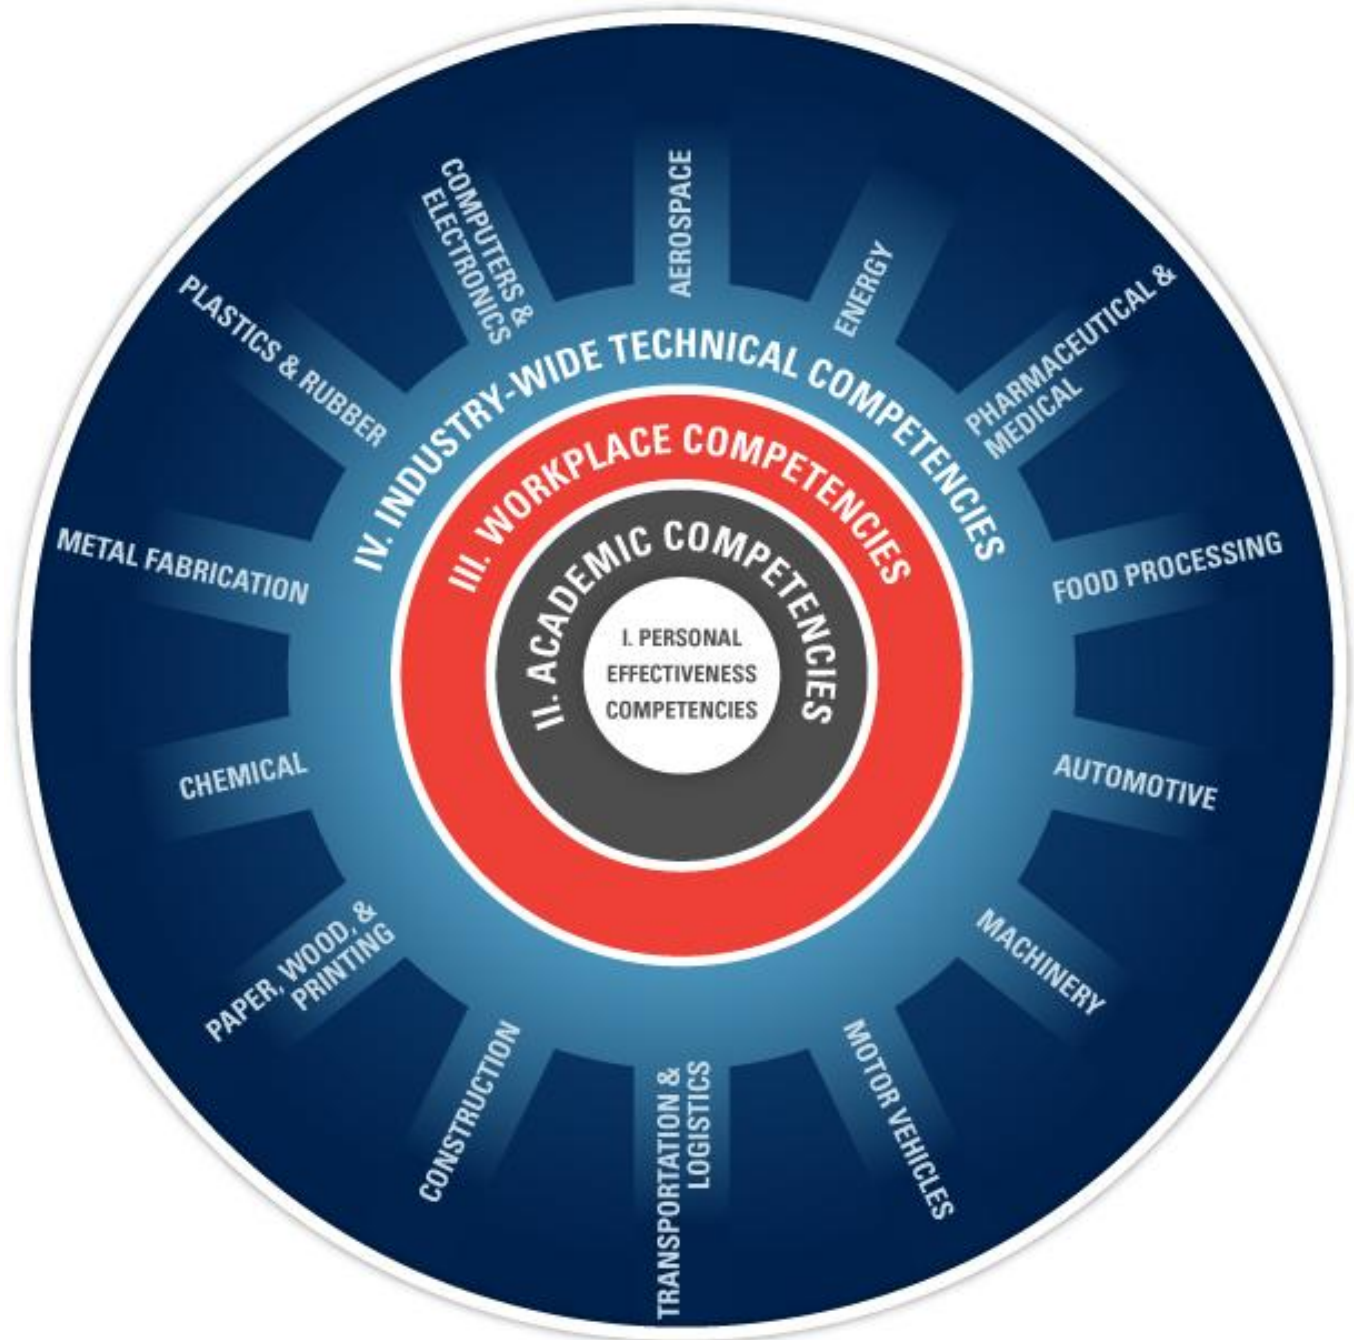 AEROSPACE
ENERGY
PHARMACEUTICAL &
MEDICAL
FOOD PROCESSING
AUTOMOTIVE
MACHINERY
MOTOR VEHICLES
TRANSPORTATION &
LOGISTICS
CONSTRUCTION
PAPER, WOOD, &
PRINTING
CHEMICAL
METAL FABRICATION
PLASTICS & RUBBER
COMPUTERS &
ELECTRONICS
IV. INDUSTRY-WIDE TECHNICAL COMPETENCIES
III. WORKPLACE COMPETENCIES
II. ACADEMIC COMPETENCIES
I. PERSONAL
EFFECTIVENESS
COMPETENCIES